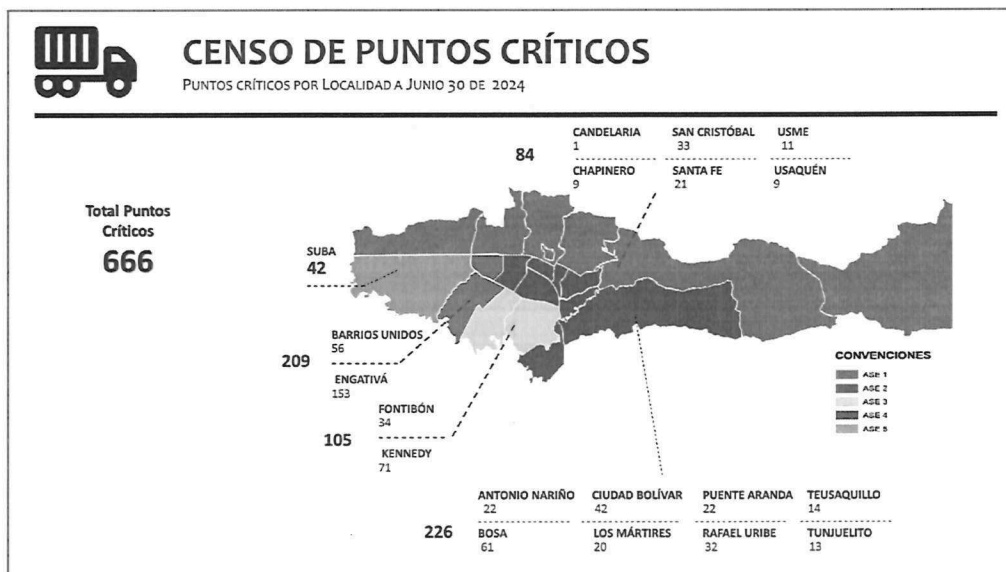 CENSO DE PUNTOS CRÍTICOS
PUNTOS CRÍTICOS POR LOCALIDAD A JUNIO 30 DE 2024
84
CANDELARIA SAN CRISTÓBAL USME
1 33 11
CHAPINERO SANTA FE USAQUÉN
9 21 9
Total Puntos
Críticos
666
SUBA
42
209
BARRIOS UNIDOS
56
ENGATIVÁ
153
105
FONTIBÓN
34
KENNEDY
71
CONVENCIONES
ASE 1
ASE 2
ASE 3
ASE 4
ASE 5
226
ANTONIO NARIÑO CIUDAD BOLÍVAR PUENTE ARANDA TEUSAQUILLO
22 42 22 14
BOSA LOS MÁRTIRES RAFAEL URIBE TUNJUELITO
61 20 32 13